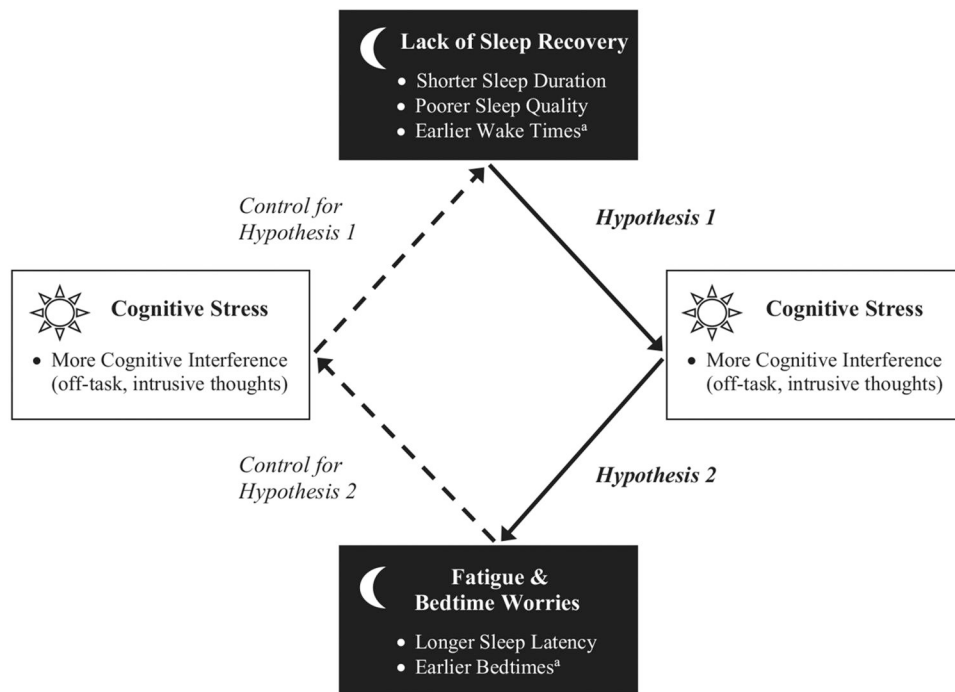 Lack of Sleep Recovery
• Shorter Sleep Duration
• Poorer Sleep Quality
• Earlier Wake Timesᵃ
Control for
Hypothesis 1
Hypothesis 1
Cognitive Stress
• More Cognitive Interference
(off-task, intrusive thoughts)
Cognitive Stress
• More Cognitive Interference
(off-task, intrusive thoughts)
Control for
Hypothesis 2
Hypothesis 2
Fatigue &
Bedtime Worries
• Longer Sleep Latency
• Earlier Bedtimesᵃ